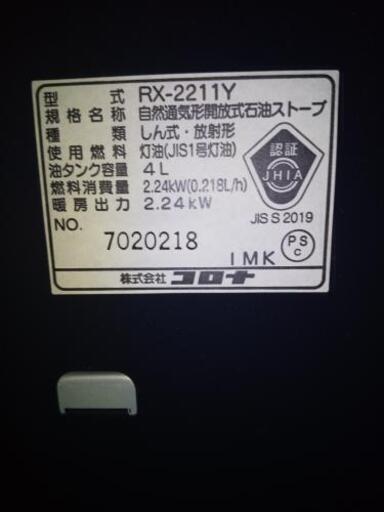 型式 RX-2211Y
規格名称 自然通気形開放式石油ストーブ
種類 しん式・放射形
使用燃料 灯油(JIS1号灯油)
油タンク容量 4L
燃料消費量 2.24kW(0.218L/h)
暖房出力 2.24kW
認証
JHIA
JIS S 2019
NO. 7020218
1MK
PS
C
株式会社 コロナ